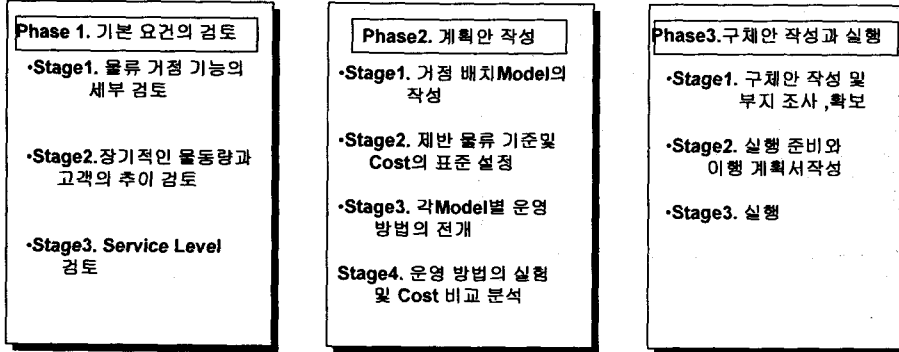 Phase 1. 기본 요건의 검토
•Stage1. 물류 거점 기능의
세부 검토
•Stage2.장기적인 물동량과
고객의 추이 검토
•Stage3. Service Level
검토
Phase2. 계획안 작성
•Stage1. 거정 배치Model의
작성
•Stage2. 제반 물류 기준및
Cost의 표준 설정
•Stage3. 각Model별 운영
방법의 전개
Stage4. 운영 방법의 실험
및 Cost 비교 분석
Phase3.구체안 작성과 실행
•Stage1. 구체안 작성 및
부지 조사 ,확보
•Stage2. 실행 준비와
이행 계획서작성
•Stage3. 실행